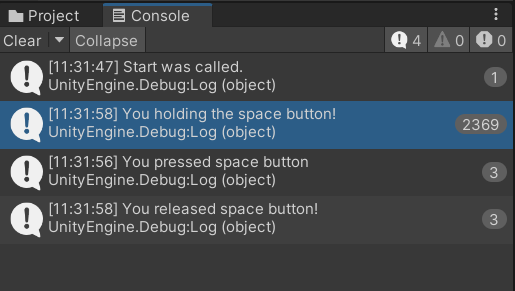 Project
Console
Clear
Collapse
4
0
0
[11:31:47] Start was called.
UnityEngine.Debug:Log (object)
1
[11:31:58] You holding the space button!
UnityEngine.Debug:Log (object)
2369
[11:31:56] You pressed space button
UnityEngine.Debug:Log (object)
3
[11:31:58] You released space button!
UnityEngine.Debug:Log (object)
3